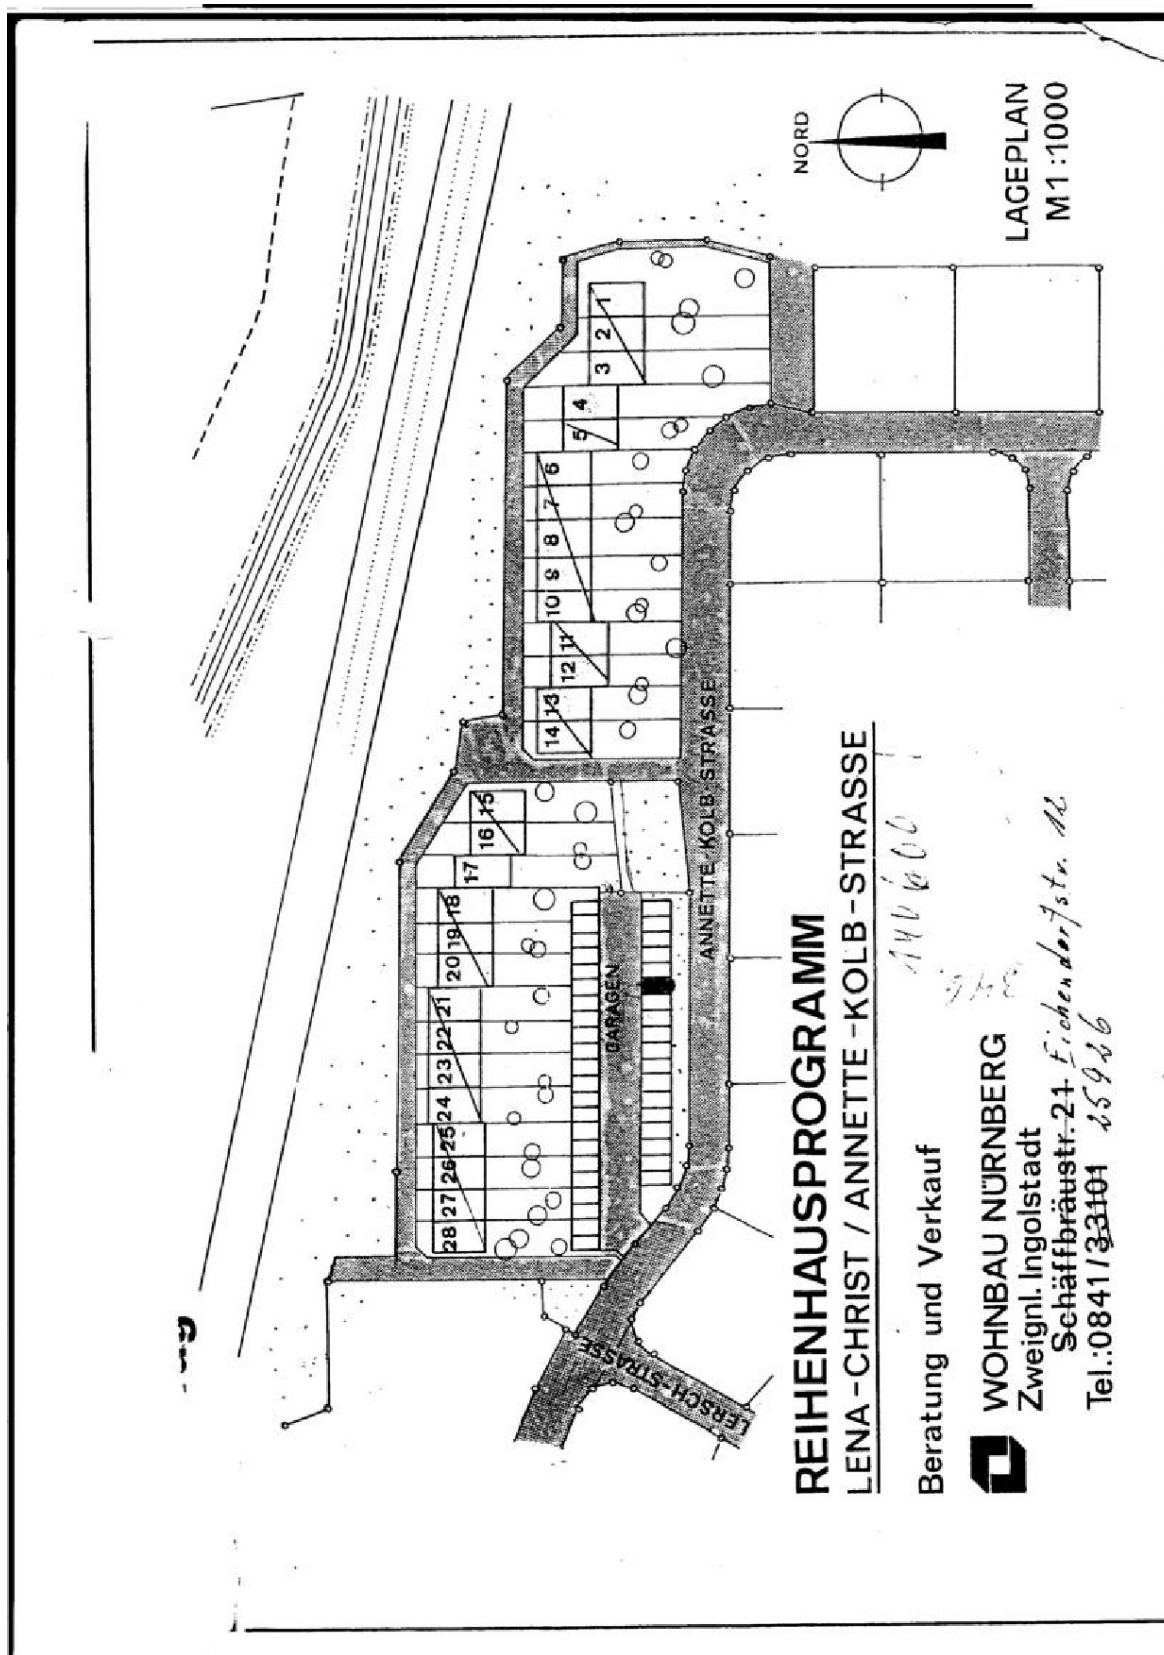 NORD
LAGEPLAN
M 1:1000
1
2
3
4
5
6
7
8
9
10
11
12
13
14
15
16
17
18
19
20
21
22
23
24
25
26
27
28
GARAGEN
ANNETTE-KOLB-STRASSE
LERSCH-STRASSE
REIHENHAUSPROGRAMM
LENA-CHRIST / ANNETTE-KOLB-STRASSE
Beratung und Verkauf
WOHNBAU NÜRNBERG
Zweignl. Ingolstadt
Schäffbräustr. 21 Eichendorfstr. 12
Tel.: 0841/33101 25926